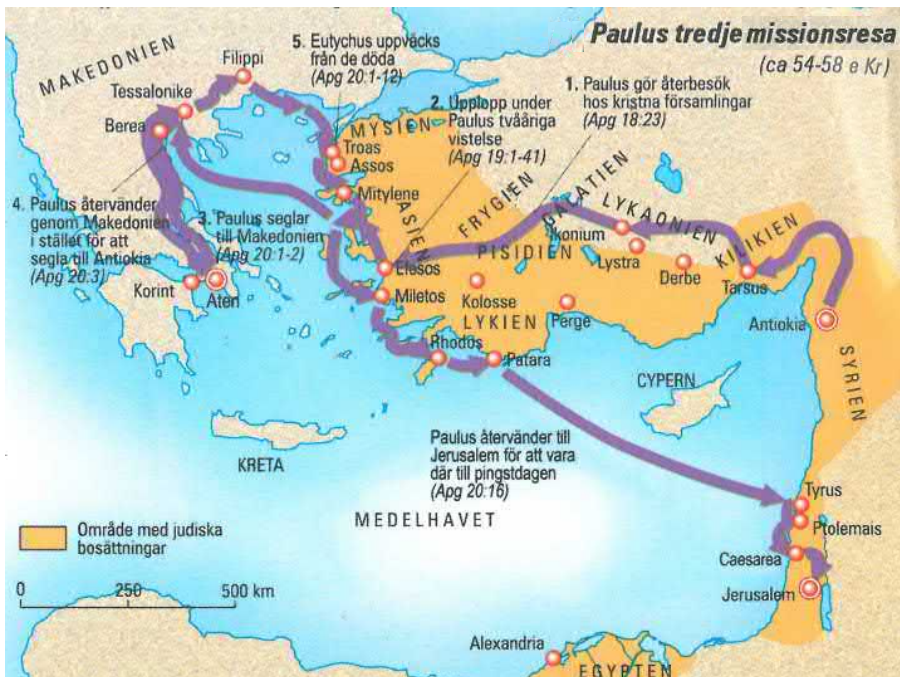 Paulus tredje missionsresa
(ca 54-58 e Kr)
MAKEDONIEN
Filippi
Tessalonike
Berea
5. Eutychus uppväcks
från de döda
(Apg 20:1-12)
2. Upplopp under
Paulus tvååriga
vistelse
(Apg 19:1-41)
1. Paulus gör återbesök
hos kristna församlingar
(Apg 18:23)
MYSIEN
Troas
Assos
Mitylene
4. Paulus återvänder
genom Makedonien
i stället för att
segla till Antiokia
(Apg 20:3)
3. Paulus seglar
till Makedonien
(Apg 20:1-2)
ASIEN
FRYGIEN
GALATIEN
LYKAONIEN
PISIDIEN
KILIKIEN
Ikonium
Lystra
Derbe
Tarsus
Efesos
Korint
Aten
Miletos
Kolosse
Perge
LYKIEN
Antiokia
SYRIEN
Rhodos
Patara
CYPERN
KRETA
Paulus återvänder till
Jerusalem för att vara
där till pingstdagen
(Apg 20:16)
MEDELHAVET
Tyrus
Ptolemais
Caesarea
Jerusalem
Område med judiska
bosättningar
0 250 500 km
Alexandria
EGYPTEN